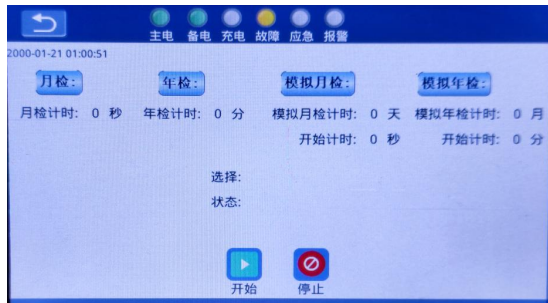 主电 备电 充电 故障 应急 报警
2000-01-21 01:00:51
月检: 年检: 模拟月检: 模拟年检:
月检计时: 0 秒 年检计时: 0 分 模拟月检计时: 0 天 模拟年检计时: 0 月
开始计时: 0 秒 开始计时: 0 分
选择:
状态:
开始 停止